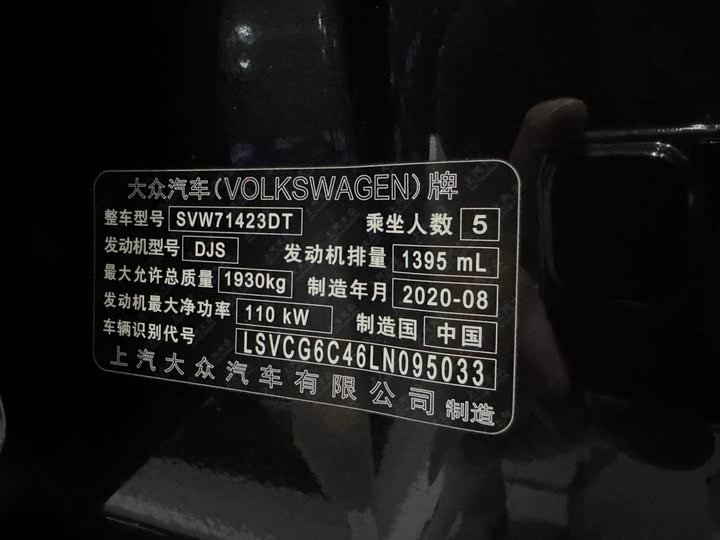 大众汽车(VOLKSWAGEN)牌
整车型号 SVW71423DT 乘坐人数 5
发动机型号 DJS 发动机排量 1395 mL
最大允许总质量 1930kg 制造年月 2020-08
发动机最大净功率 110 kW 制造国 中国
车辆识别代号 LSVCG6C46LN095033
上汽大众汽车有限公司 制造